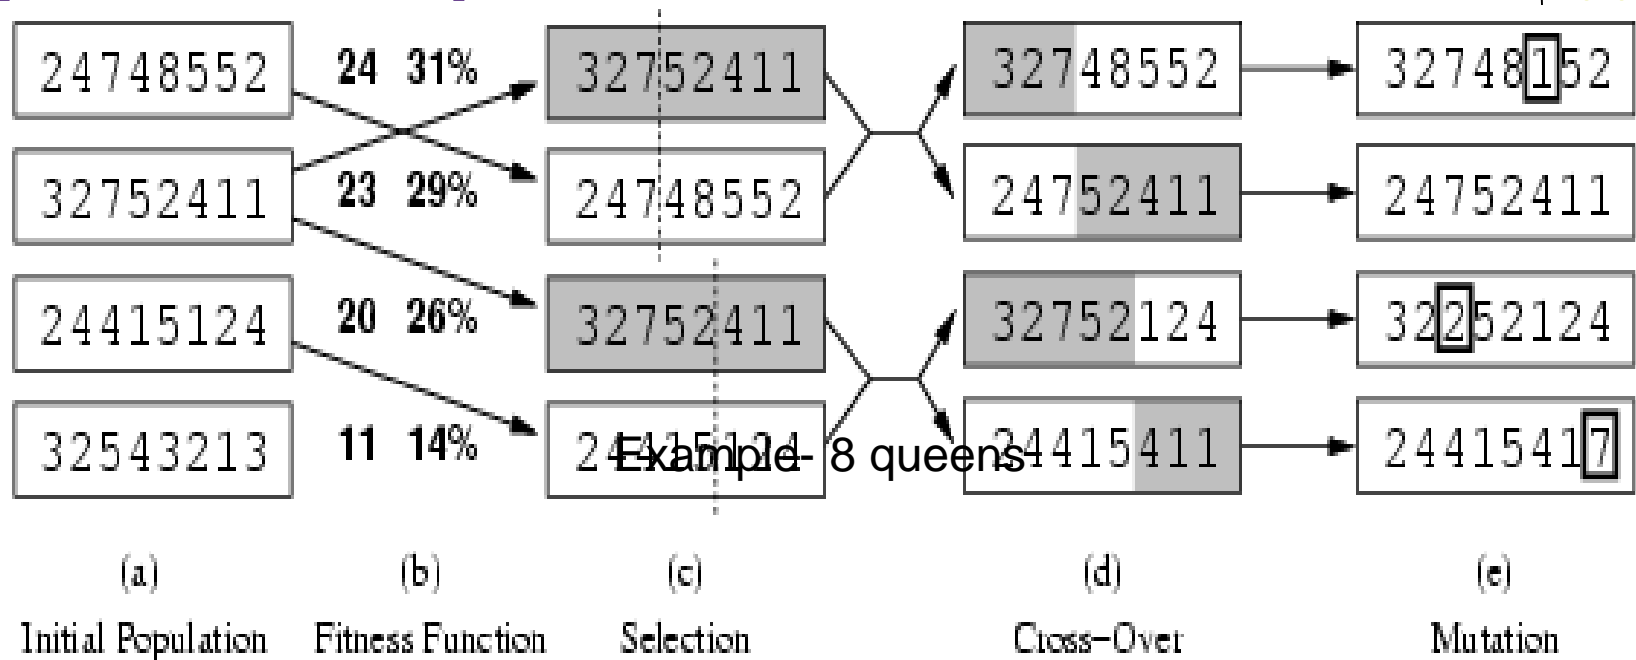 24748552 24 31% 32752411 32748552 32748152
32752411 23 29% 24748552 24752411 24752411
24415124 20 26% 32752411 32752124 32252124
32543213 11 14% 24415124 24415411 24415417
Example- 8 queens
(a) (b) (c) (d) (e)
Initial Population Fitness Function Selection Cross-Over Mutation